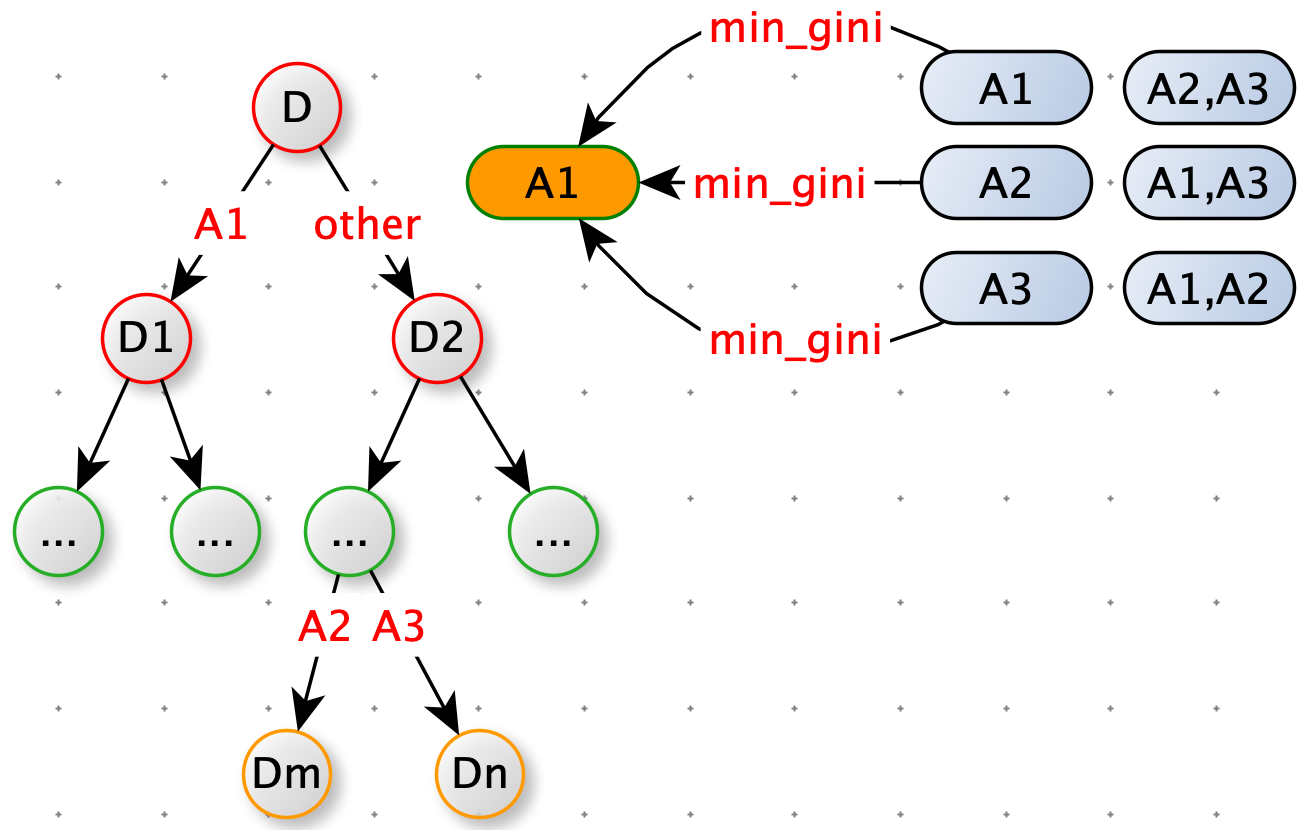 min_gini
A1
A2,A3
D
A1
min_gini
A2
A1,A3
A1
other
A3
A1,A2
min_gini
D1
D2
...
...
...
...
A2
A3
Dm
Dn